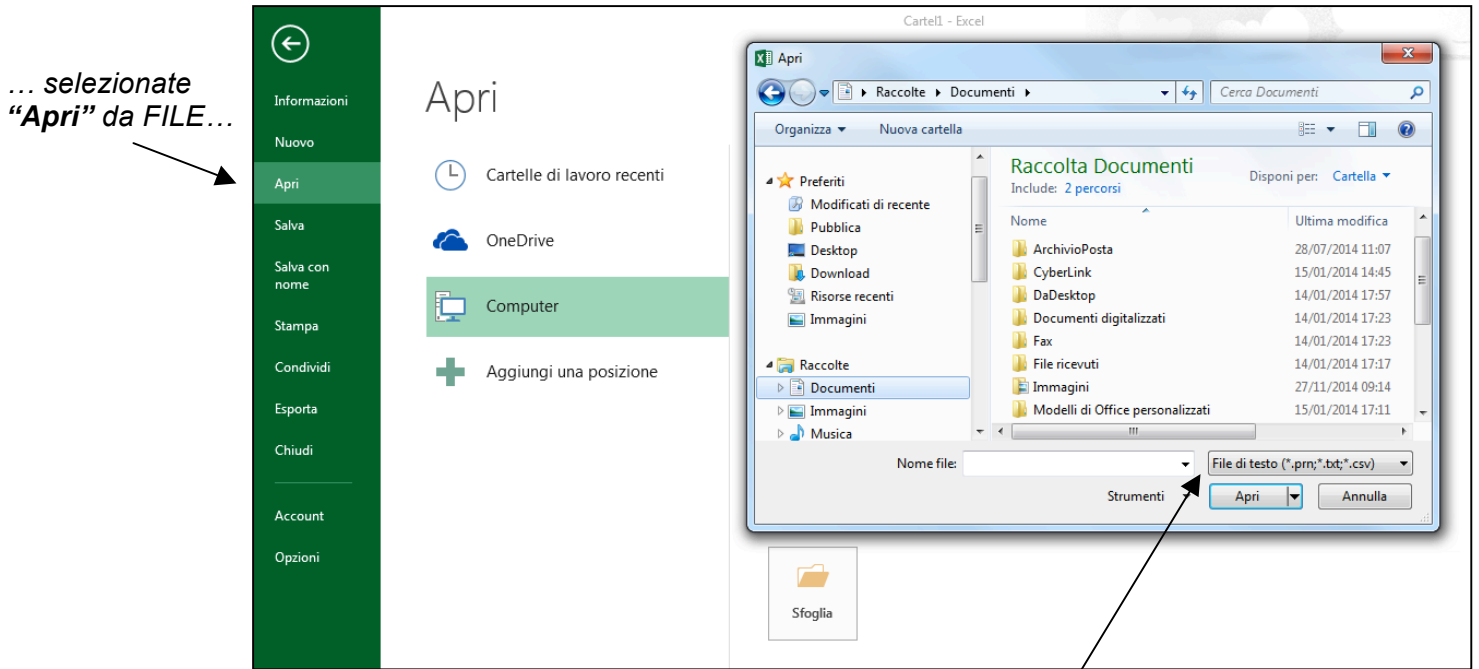 … selezionate
“Apri” da FILE…
Cartel1 - Excel
Informazioni
Nuovo
Apri
Salva
Salva con
nome
Stampa
Condividi
Esporta
Chiudi
Account
Opzioni
Apri
Cartelle di lavoro recenti
OneDrive
Computer
Aggiungi una posizione
Sfoglia
Apri
Raccolte Documenti
Cerca Documenti
Organizza Nuova cartella
Preferiti
Modificati di recente
Pubblica
Desktop
Download
Risorse recenti
Immagini
Raccolte
Documenti
Immagini
Musica
Raccolta Documenti
Include: 2 percorsi
Disponi per: Cartella
Nome Ultima modifica
ArchivioPosta 28/07/2014 11:07
CyberLink 15/01/2014 14:45
DaDesktop 14/01/2014 17:57
Documenti digitalizzati 14/01/2014 17:23
Fax 14/01/2014 17:23
File ricevuti 14/01/2014 17:17
Immagini 27/11/2014 09:14
Modelli di Office personalizzati 15/01/2014 17:11
Nome file: File di testo (*.prn;*.txt;*.csv)
Strumenti Apri Annulla